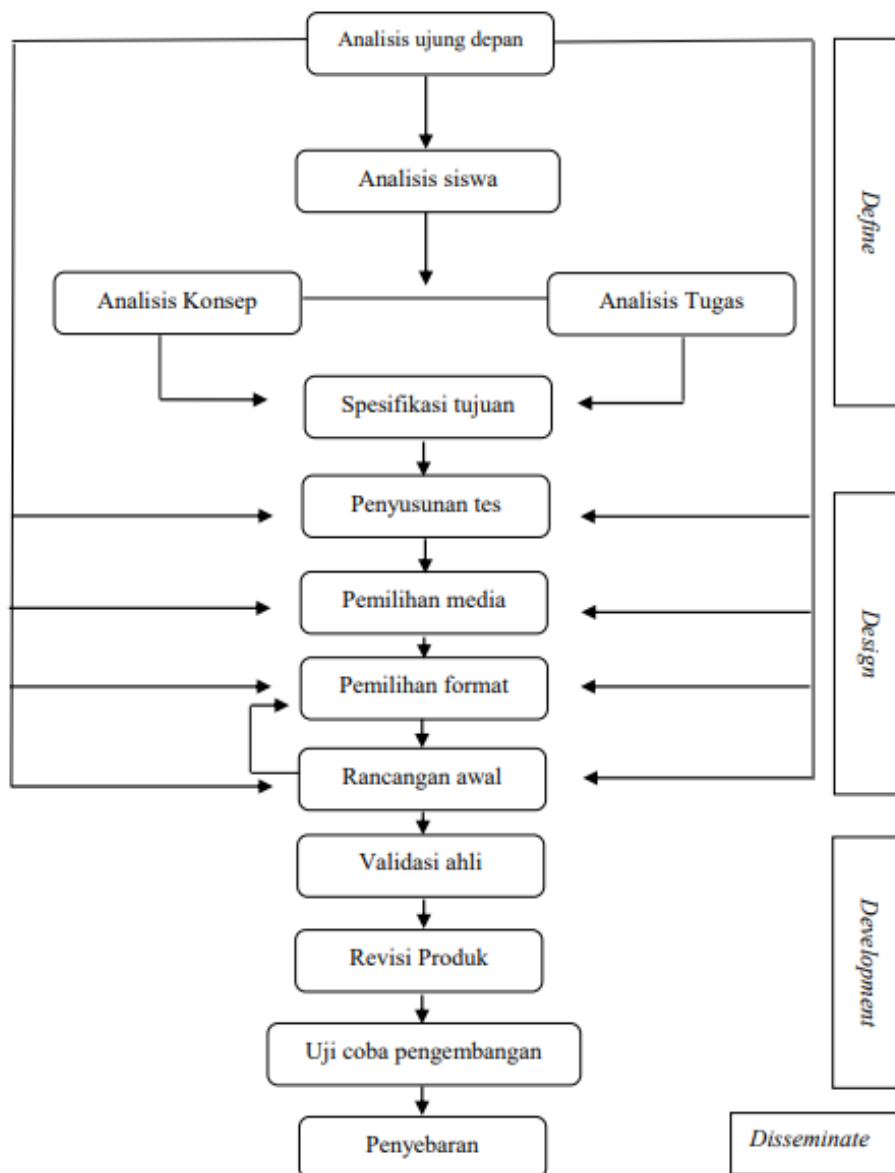 Analisis ujung depan
Analisis siswa
Define
Analisis Konsep
Analisis Tugas
Spesifikasi tujuan
Penyusunan tes
Pemilihan media
Design
Pemilihan format
Rancangan awal
Validasi ahli
Development
Revisi Produk
Uji coba pengembangan
Penyebaran
Disseminate